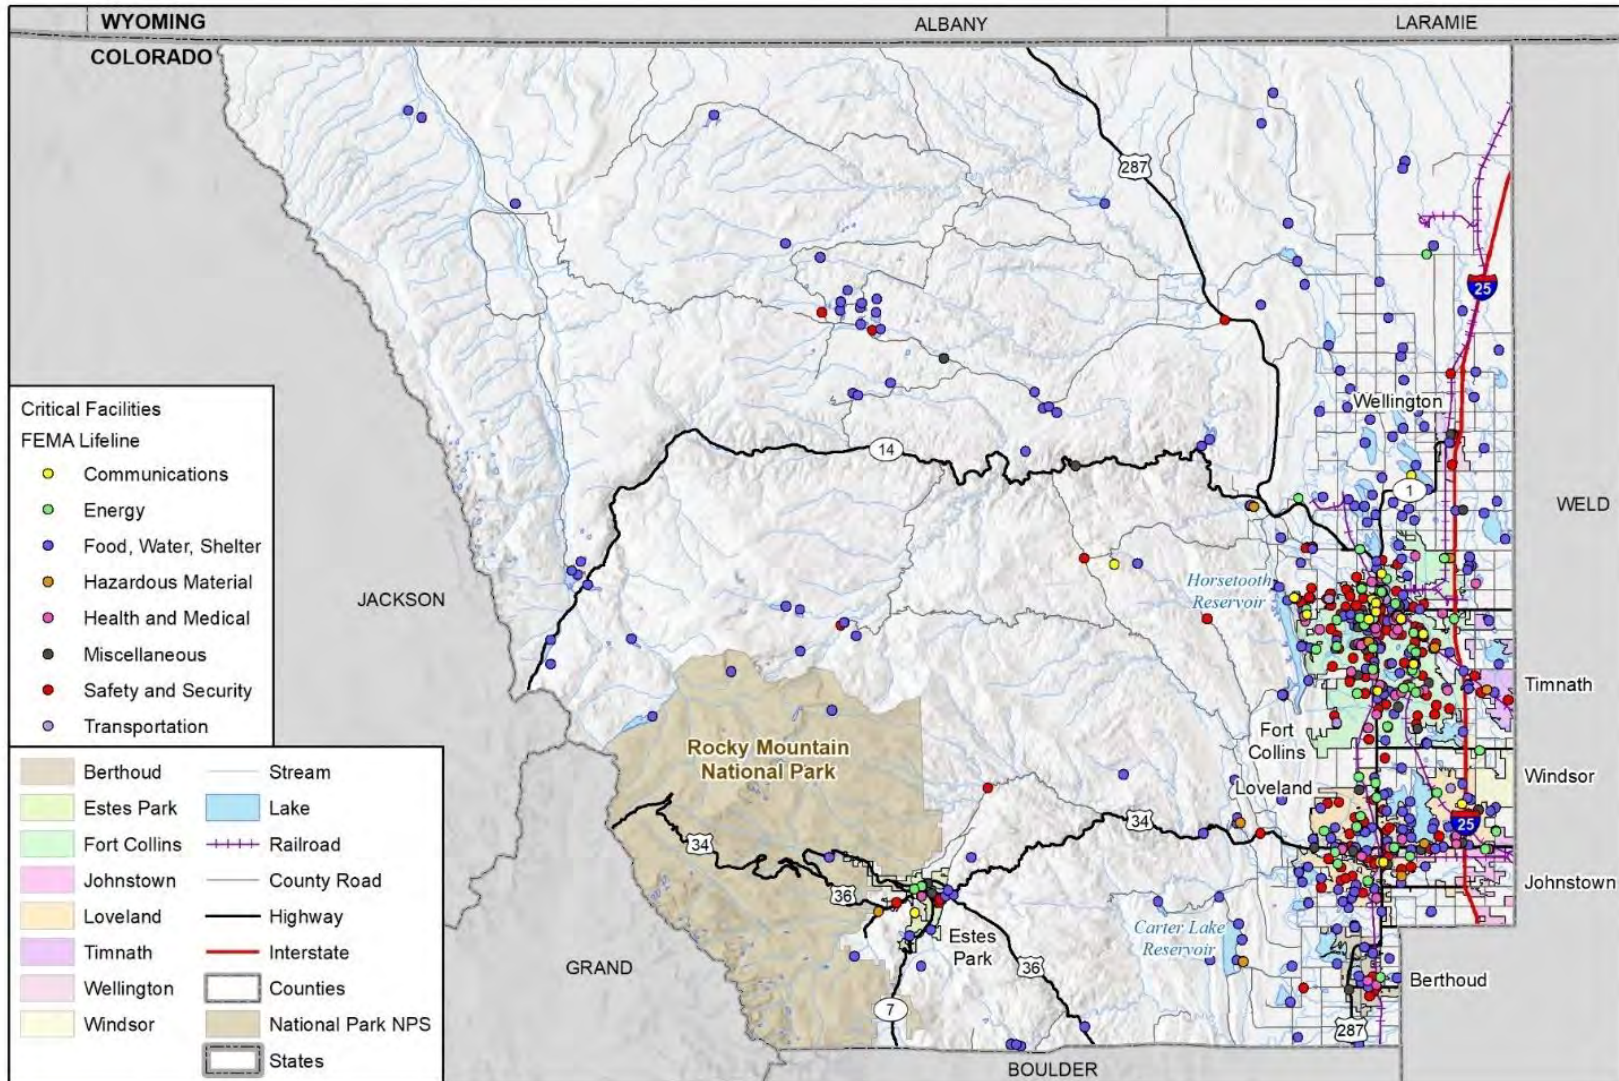 WYOMING
ALBANY
LARAMIE
COLORADO
287
25
Wellington
14
1
WELD
Critical Facilities
FEMA Lifeline
Communications
Energy
Food, Water, Shelter
Hazardous Material
Health and Medical
Miscellaneous
Safety and Security
Transportation
JACKSON
Horsetooth
Reservoir
Timnath
Fort
Collins
Rocky Mountain
National Park
Windsor
Loveland
34
34
25
36
Johnstown
Carter Lake
Reservoir
Estes
Park
GRAND
36
Berthoud
7
287
BOULDER
Berthoud
Estes Park
Fort Collins
Johnstown
Loveland
Timnath
Wellington
Windsor
Stream
Lake
Railroad
County Road
Highway
Interstate
Counties
National Park NPS
States